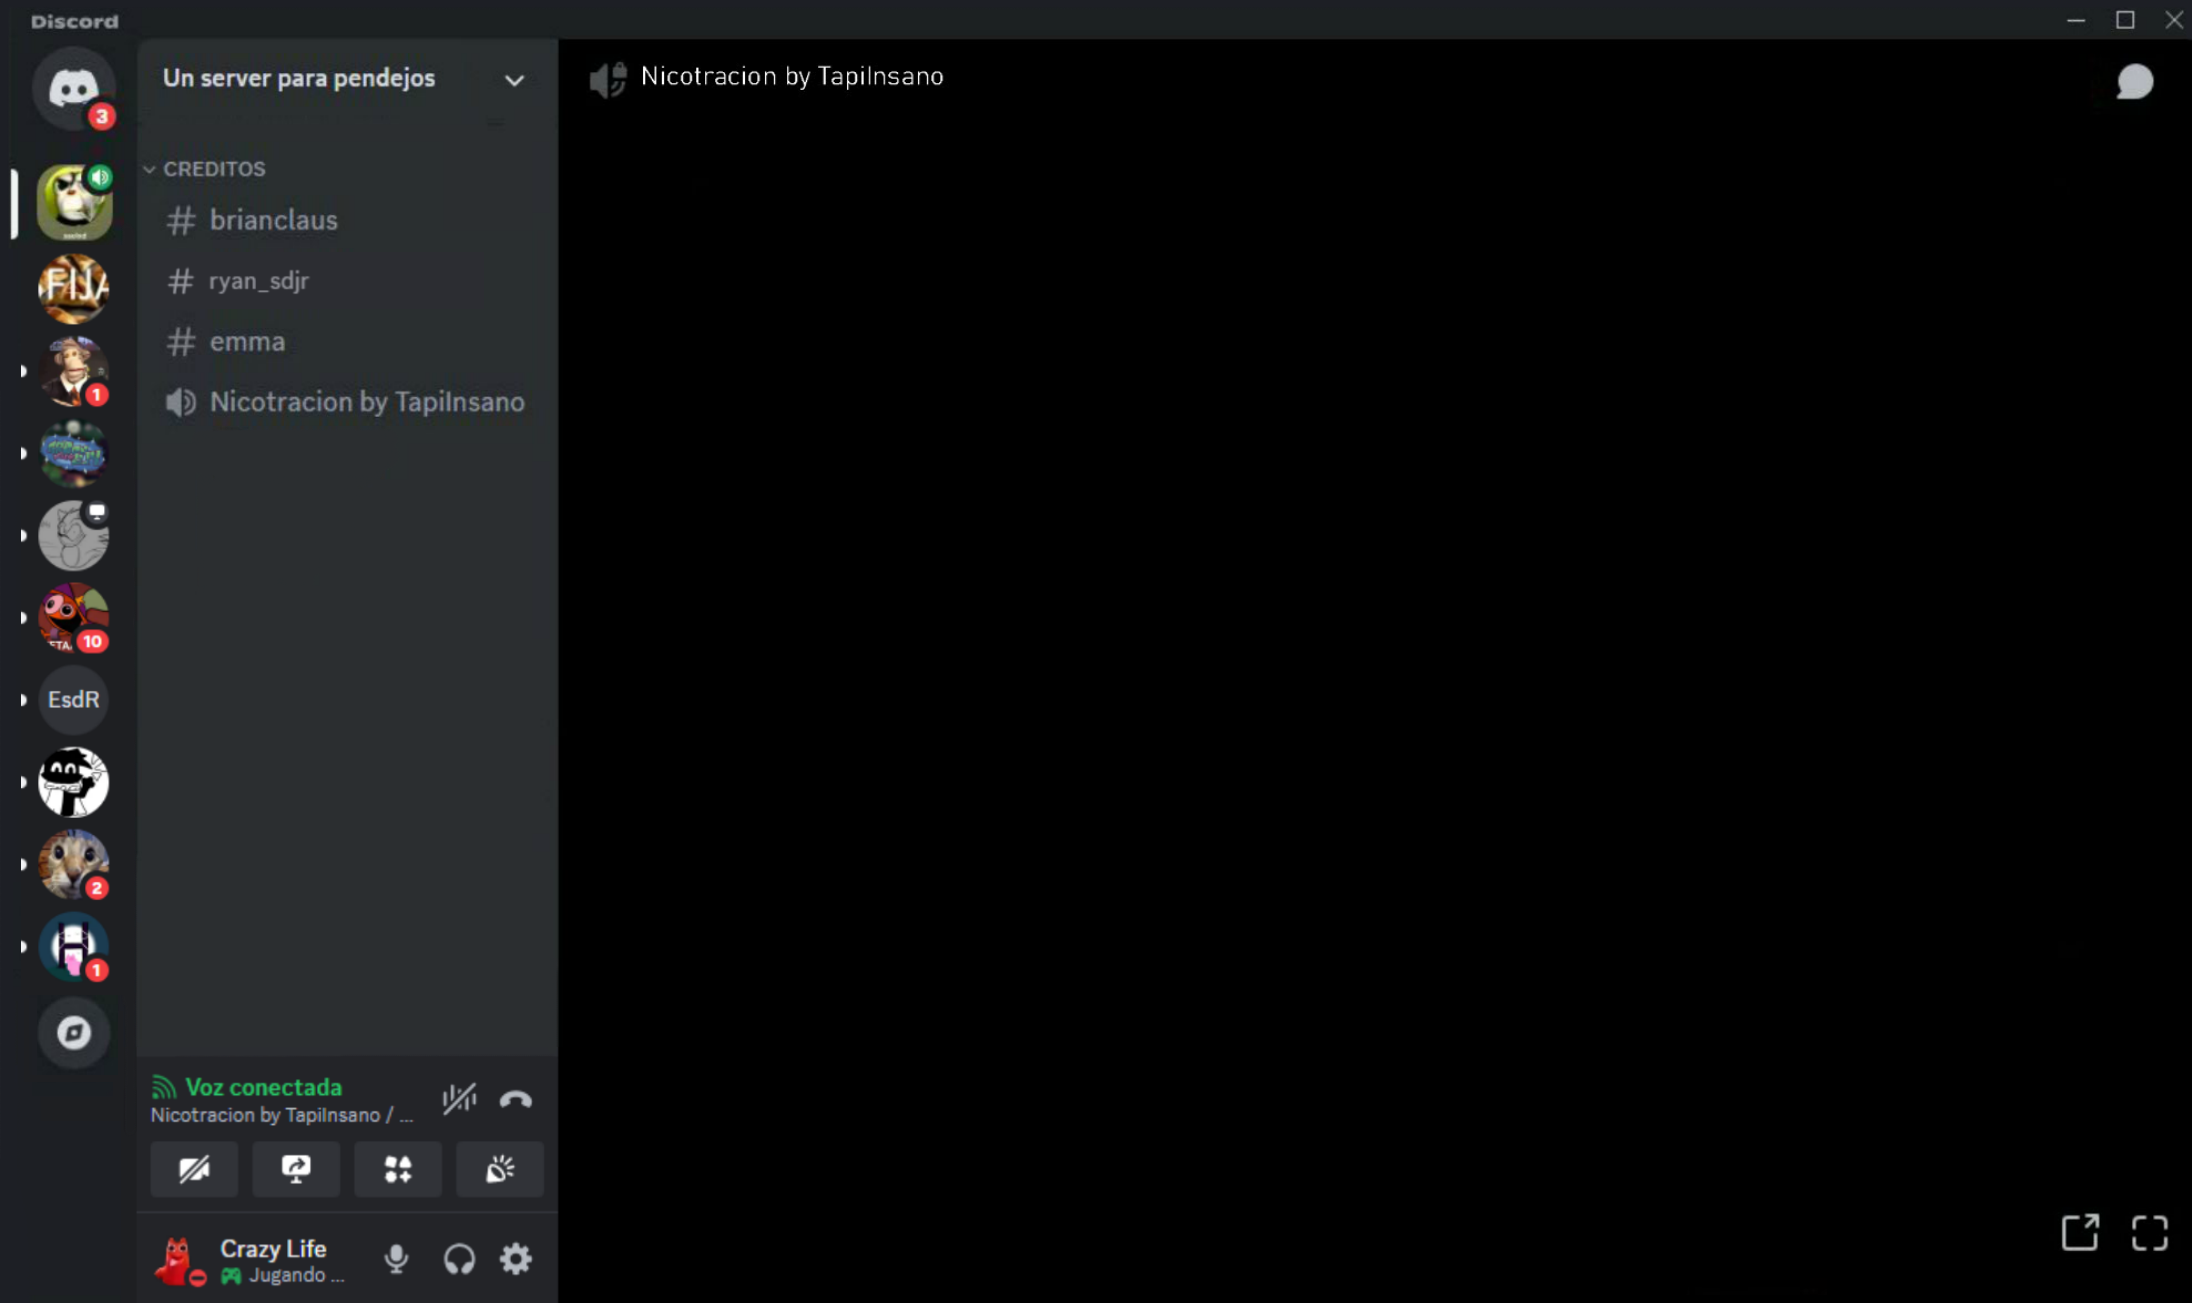 Discord
3
Un server para pendejos
CREDITOS
# brianclaus
# ryan_sdjr
# emma
Nicotracion by TapiInsano
FIJA
1
10
EsdR
2
1
Voz conectada
Nicotracion by TapiInsano / ...
Crazy Life
Jugando ...
Nicotracion by TapiInsano